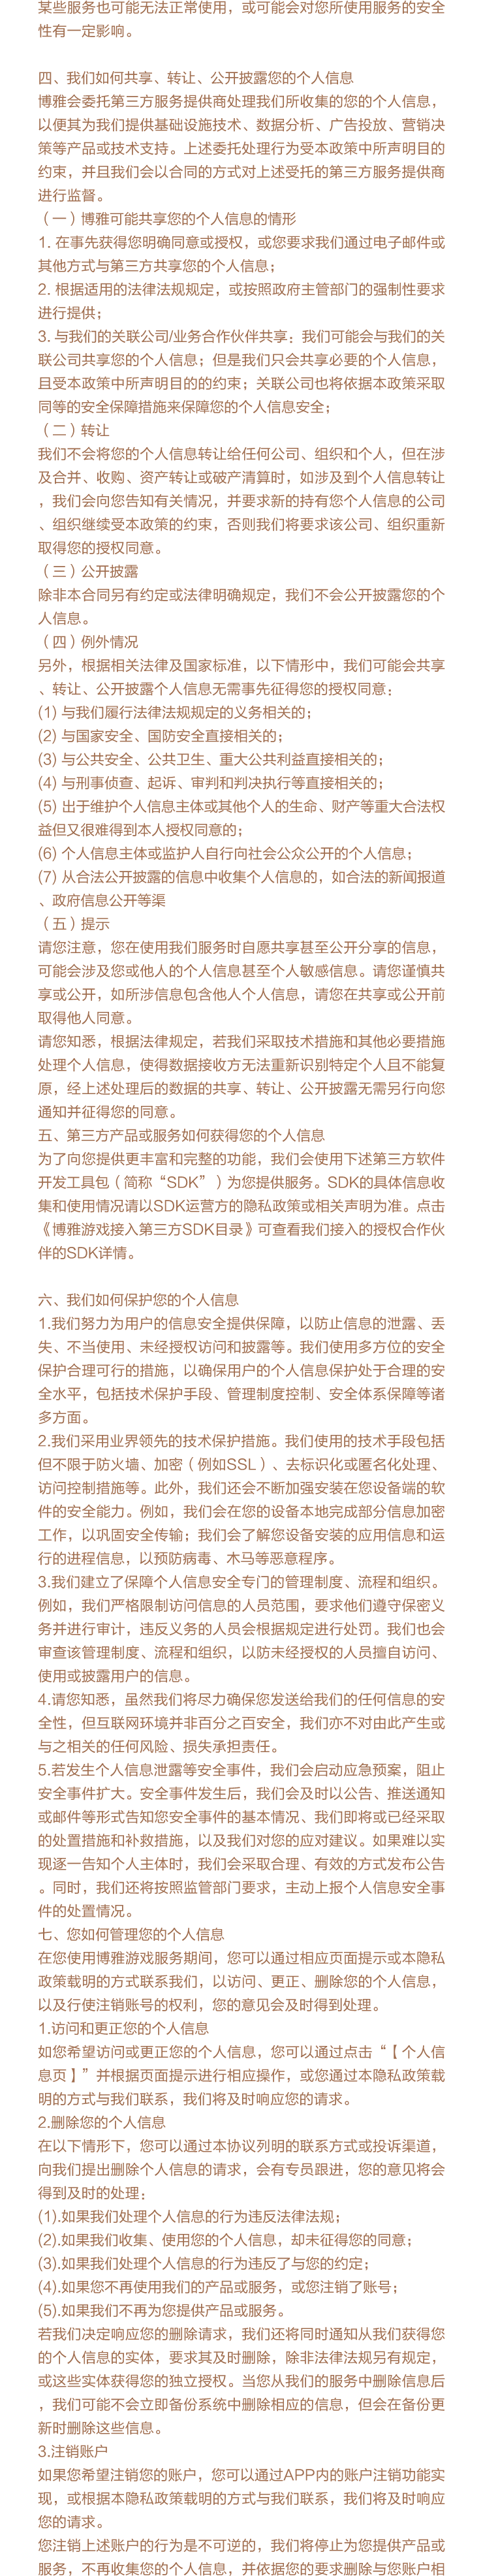 某些服务也可能无法正常使用，或可能会对您所使用服务的安全
性有一定影响。
四、我们如何共享、转让、公开披露您的个人信息
博雅会委托第三方服务提供商处理我们所收集的您的个人信息，
以便其为我们提供基础设施技术、数据分析、广告投放、营销决
策等产品或技术支持。上述委托处理行为受本政策中所声明目的
约束，并且我们会以合同的方式对上述受托的第三方服务提供商
进行监督。
（一）博雅可能共享您的个人信息的情形
1. 在事先获得您明确同意或授权，或您要求我们通过电子邮件或
其他方式与第三方共享您的个人信息；
2. 根据适用的法律法规规定，或按照政府主管部门的强制性要求
进行提供；
3. 与我们的关联公司/业务合作伙伴共享：我们可能会与我们的关
联公司共享您的个人信息；但是我们只会共享必要的个人信息，
且受本政策中所声明目的的约束；关联公司也将依据本政策采取
同等的安全保障措施来保障您的个人信息安全；
（二）转让
我们不会将您的个人信息转让给任何公司、组织和个人，但在涉
及合并、收购、资产转让或破产清算时，如涉及到个人信息转让
，我们会向您告知有关情况，并要求新的持有您个人信息的公司
、组织继续受本政策的约束，否则我们将要求该公司、组织重新
取得您的授权同意。
（三）公开披露
除非本合同另有约定或法律明确规定，我们不会公开披露您的个
人信息。
（四）例外情况
另外，根据相关法律及国家标准，以下情形中，我们可能会共享
、转让、公开披露个人信息无需事先征得您的授权同意：
(1) 与我们履行法律法规规定的义务相关的；
(2) 与国家安全、国防安全直接相关的；
(3) 与公共安全、公共卫生、重大公共利益直接相关的；
(4) 与刑事侦查、起诉、审判和判决执行等直接相关的；
(5) 出于维护个人信息主体或其他个人的生命、财产等重大合法权
益但又很难得到本人授权同意的；
(6) 个人信息主体或监护人自行向社会公众公开的个人信息；
(7) 从合法公开披露的信息中收集个人信息的，如合法的新闻报道
、政府信息公开等渠
（五）提示
请您注意，您在使用我们服务时自愿共享甚至公开分享的信息，
可能会涉及您或他人的个人信息甚至个人敏感信息。请您谨慎共
享或公开，如所涉信息包含他人个人信息，请您在共享或公开前
取得他人同意。
请您知悉，根据法律规定，若我们采取技术措施和其他必要措施
处理个人信息，使得数据接收方无法重新识别特定个人且不能复
原，经上述处理后的数据的共享、转让、公开披露无需另行向您
通知并征得您的同意。
五、第三方产品或服务如何获得您的个人信息
为了向您提供更丰富和完整的功能，我们会使用下述第三方软件
开发工具包（简称“SDK”）为您提供服务。SDK的具体信息收
集和使用情况请以SDK运营方的隐私政策或相关声明为准。点击
《博雅游戏接入第三方SDK目录》可查看我们接入的授权合作伙
伴的SDK详情。
六、我们如何保护您的个人信息
1.我们努力为用户的信息安全提供保障，以防止信息的泄露、丢
失、不当使用、未经授权访问和披露等。我们使用多方位的安全
保护合理可行的措施，以确保用户的个人信息保护处于合理的安
全水平，包括技术保护手段、管理制度控制、安全体系保障等诸
多方面。
2.我们采用业界领先的技术保护措施。我们使用的技术手段包括
但不限于防火墙、加密（例如SSL）、去标识化或匿名化处理、
访问控制措施等。此外，我们还会不断加强安装在您设备端的软
件的安全能力。例如，我们会在您的设备本地完成部分信息加密
工作，以巩固安全传输；我们会了解您设备安装的应用信息和运
行的进程信息，以预防病毒、木马等恶意程序。
3.我们建立了保障个人信息安全专门的管理制度、流程和组织。
例如，我们严格限制访问信息的人员范围，要求他们遵守保密义
务并进行审计，违反义务的人员会根据规定进行处罚。我们也会
审查该管理制度、流程和组织，以防未经授权的人员擅自访问、
使用或披露用户的信息。
4.请您知悉，虽然我们将尽力确保您发送给我们的任何信息的安
全性，但互联网环境并非百分之百安全，我们亦不对由此产生或
与之相关的任何风险、损失承担责任。
5.若发生个人信息泄露等安全事件，我们会启动应急预案，阻止
安全事件扩大。安全事件发生后，我们会及时以公告、推送通知
或邮件等形式告知您安全事件的基本情况、我们即将或已经采取
的处置措施和补救措施，以及我们对您的应对建议。如果难以实
现逐一告知个人主体时，我们会采取合理、有效的方式发布公告
。同时，我们还将按照监管部门要求，主动上报个人信息安全事
件的处置情况。
七、您如何管理您的个人信息
在您使用博雅游戏服务期间，您可以通过相应页面提示或本隐私
政策载明的方式联系我们，以访问、更正、删除您的个人信息，
以及行使注销账号的权利，您的意见会及时得到处理。
1.访问和更正您的个人信息
如您希望访问或更正您的个人信息，您可以通过点击“【个人信
息页】”并根据页面提示进行相应操作，或您通过本隐私政策载
明的方式与我们联系，我们将及时响应您的请求。
2.删除您的个人信息
在以下情形下，您可以通过本协议列明的联系方式或投诉渠道，
向我们提出删除个人信息的请求，会有专员跟进，您的意见将会
得到及时的处理：
(1).如果我们处理个人信息的行为违反法律法规；
(2).如果我们收集、使用您的个人信息，却未征得您的同意；
(3).如果我们处理个人信息的行为违反了与您的约定；
(4).如果您不再使用我们的产品或服务，或您注销了账号；
(5).如果我们不再为您提供产品或服务。
若我们决定响应您的删除请求，我们还将同时通知从我们获得您
的个人信息的实体，要求其及时删除，除非法律法规另有规定，
或这些实体获得您的独立授权。当您从我们的服务中删除信息后
，我们可能不会立即备份系统中删除相应的信息，但会在备份更
新时删除这些信息。
3.注销账户
如果您希望注销您的账户，您可以通过APP内的账户注销功能实
现，或根据本隐私政策载明的方式与我们联系，我们将及时响应
您的请求。
您注销上述账户的行为是不可逆的，我们将停止为您提供产品或
服务，不再收集您的个人信息，并依据您的要求删除与您账户相